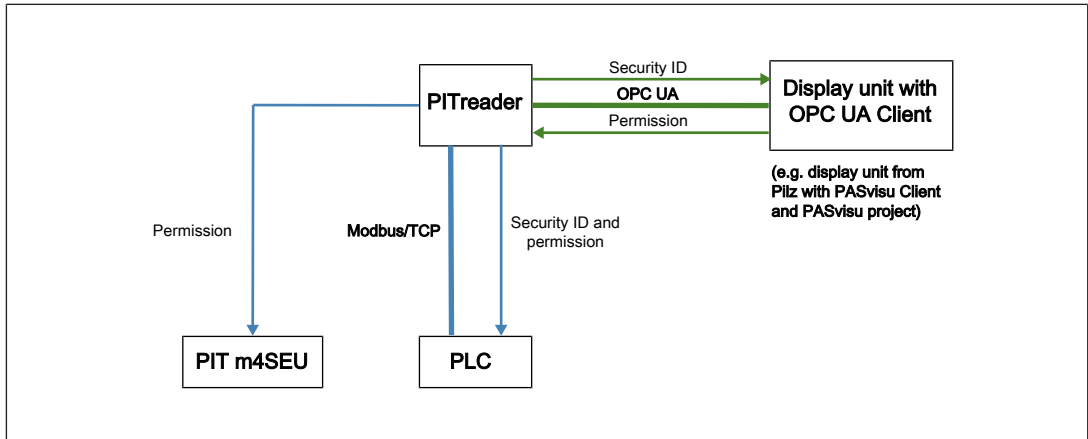 Security ID
PITreader
OPC UA
Display unit with
OPC UA Client
Permission
(e.g. display unit from
Pilz with PASvisu Client
and PASvisu project)
Permission
Modbus/TCP
Security ID and
permission
PIT m4SEU
PLC